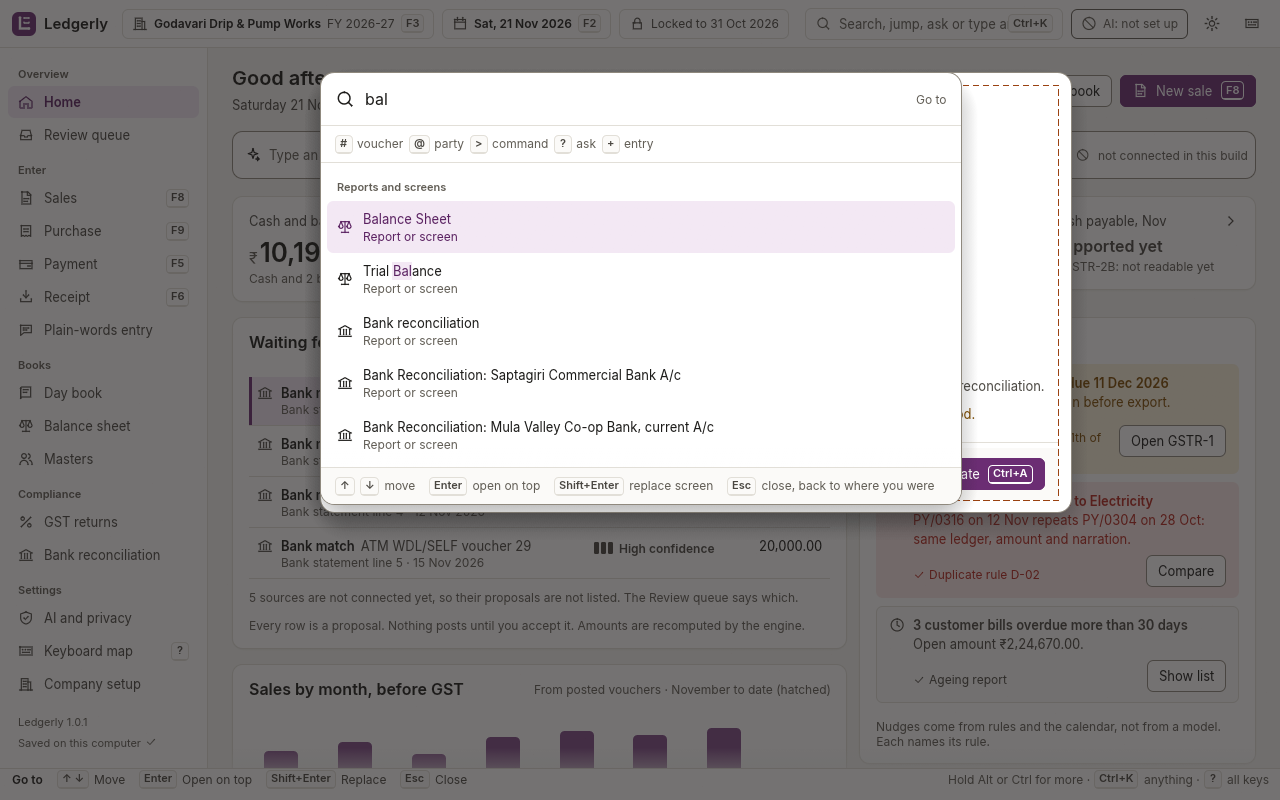 Ledgerly
Godavari Drip & Pump Works FY 2026-27 F3
Sat, 21 Nov 2026 F2
Locked to 31 Oct 2026
Search, jump, ask or type a Ctrl+K
AI: not set up
Overview
Home
Review queue
Enter
Sales F8
Purchase F9
Payment F5
Receipt F6
Plain-words entry
Books
Day book
Balance sheet
Masters
Compliance
GST returns
Bank reconciliation
Settings
AI and privacy
Keyboard map ?
Company setup
Ledgerly 1.0.1
Saved on this computer
Good afte
Saturday 21 No
book
New sale F8
Type an
not connected in this build
Cash and b
₹10,19
Cash and 2 b
sh payable, Nov
pported yet
STR-2B: not readable yet
bal
Go to
# voucher @ party > command ? ask + entry
Reports and screens
Balance Sheet
Report or screen
Trial Balance
Report or screen
Bank reconciliation
Report or screen
Bank Reconciliation: Saptagiri Commercial Bank A/c
Report or screen
Bank Reconciliation: Mula Valley Co-op Bank, current A/c
Report or screen
↑ ↓ move Enter open on top Shift+Enter replace screen Esc close, back to where you were
reconciliation.
od.
ate Ctrl+A
Waiting fo
Bank m
Bank st
Bank m
Bank st
Bank m
Bank statement line 4 · 12 Nov 2026
Bank match ATM WDL/SELF voucher 29
Bank statement line 5 · 15 Nov 2026
High confidence
20,000.00
5 sources are not connected yet, so their proposals are not listed. The Review queue says which.
Every row is a proposal. Nothing posts until you accept it. Amounts are recomputed by the engine.
Sales by month, before GST
From posted vouchers · November to date (hatched)
due 11 Dec 2026
n before export.
1th of
Open GSTR-1
to Electricity
PY/0316 on 12 Nov repeats PY/0304 on 28 Oct:
same ledger, amount and narration.
Duplicate rule D-02
Compare
3 customer bills overdue more than 30 days
Open amount ₹2,24,670.00.
Ageing report
Show list
Nudges come from rules and the calendar, not from a model.
Each names its rule.
Go to ↑ ↓ Move Enter Open on top Shift+Enter Replace Esc Close
Hold Alt or Ctrl for more · Ctrl+K anything · ? all keys